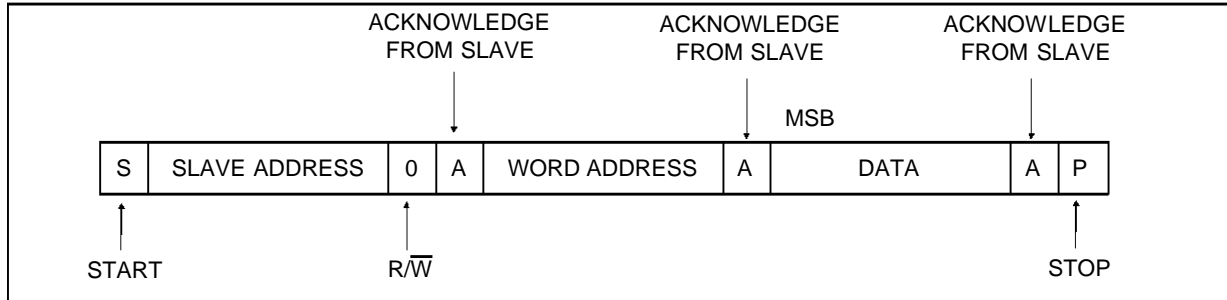 ACKNOWLEDGE
FROM SLAVE
ACKNOWLEDGE
FROM SLAVE
ACKNOWLEDGE
FROM SLAVE
MSB
S SLAVE ADDRESS 0 A WORD ADDRESS A DATA A P
START R/W̅ STOP